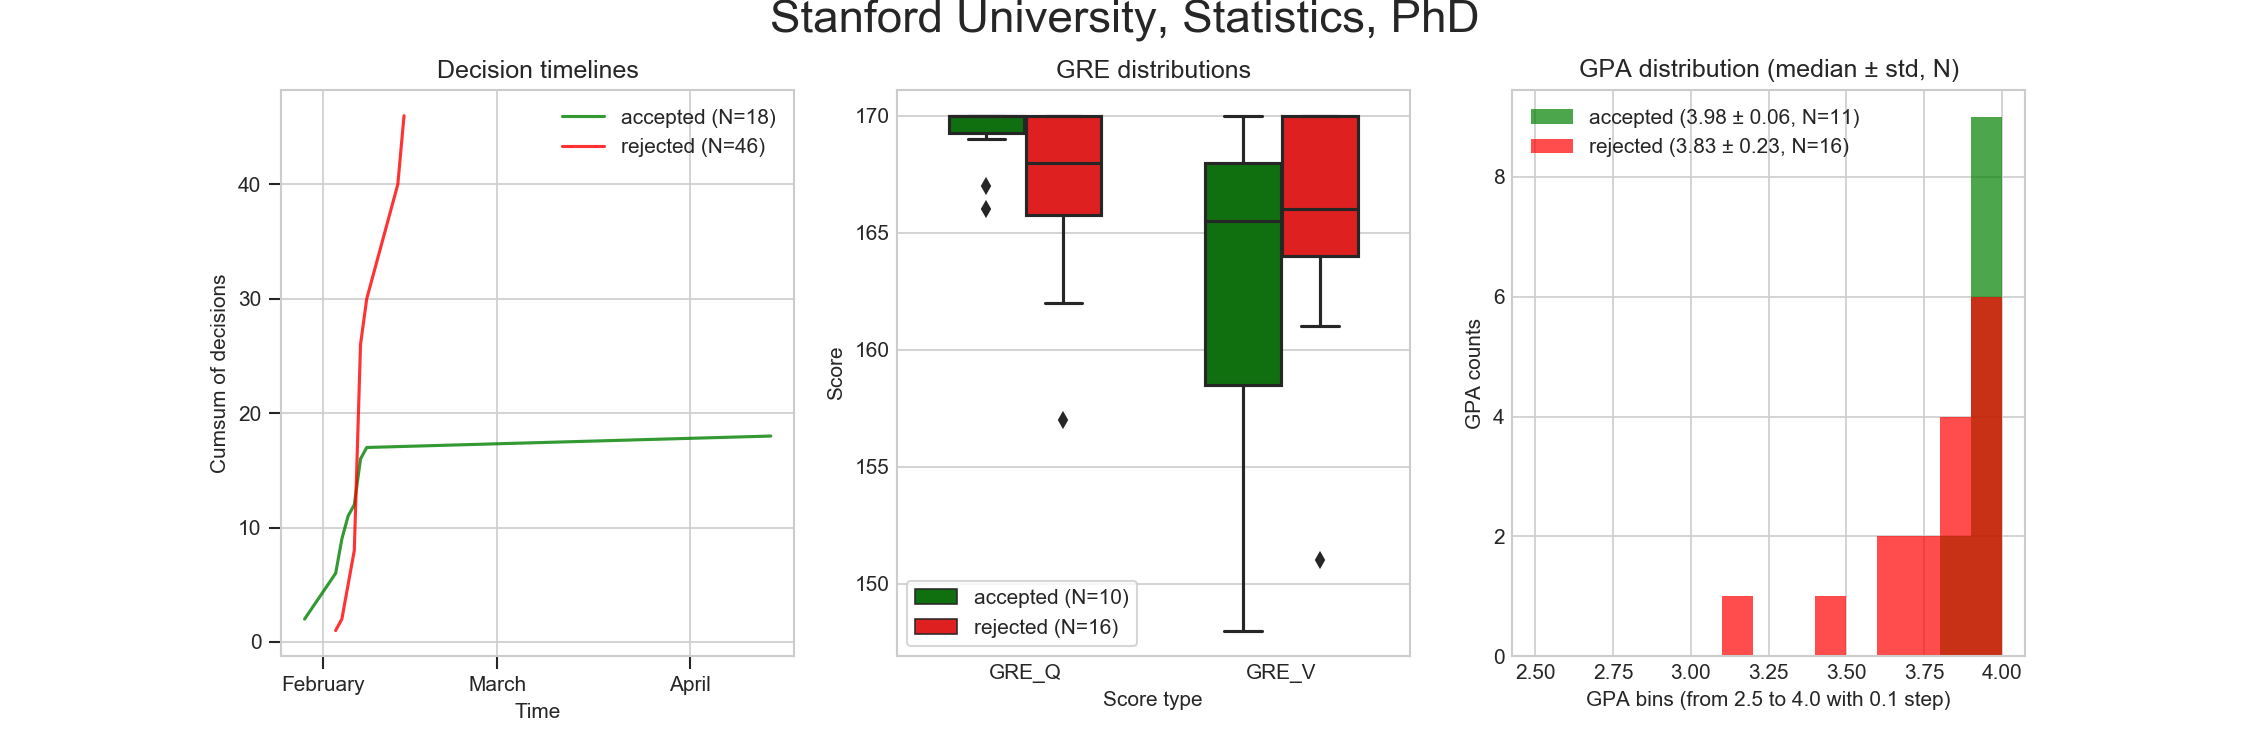 Stanford University, Statistics, PhD
Decision timelines
accepted (N=18)
rejected (N=46)
Cumsum of decisions
40
30
20
10
0
February March April
Time
GRE distributions
Score
170
165
160
155
150
accepted (N=10)
rejected (N=16)
GRE_Q GRE_V
Score type
GPA distribution (median ± std, N)
accepted (3.98 ± 0.06, N=11)
rejected (3.83 ± 0.23, N=16)
GPA counts
8
6
4
2
0
2.50 2.75 3.00 3.25 3.50 3.75 4.00
GPA bins (from 2.5 to 4.0 with 0.1 step)